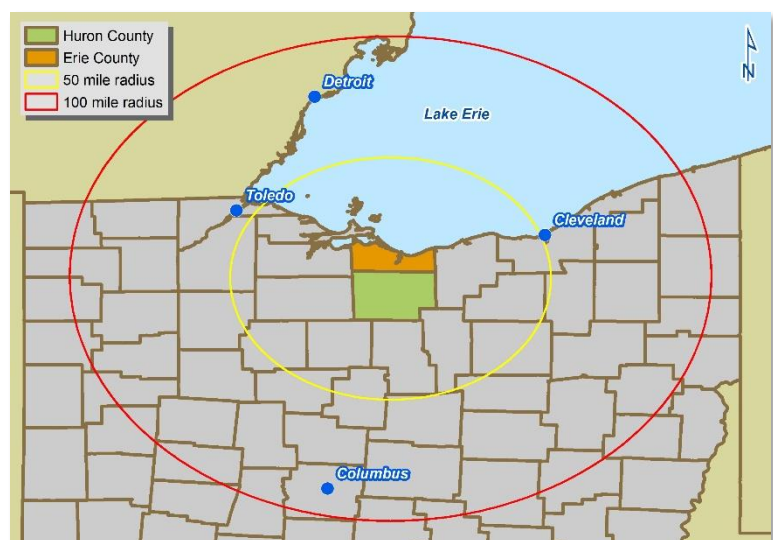 Huron County
Erie County
50 mile radius
100 mile radius
N
Detroit
Lake Erie
Toledo
Cleveland
Columbus